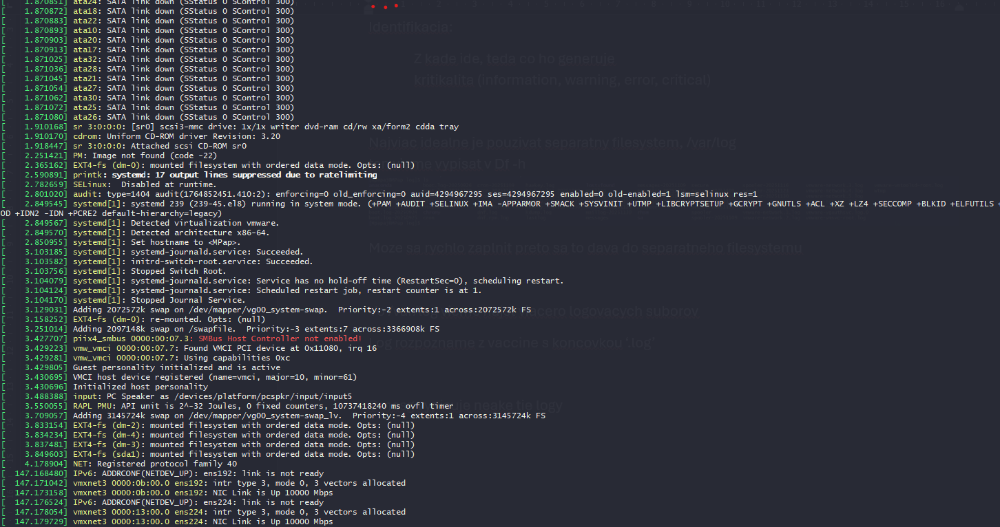 [    1.870851] ata24: SATA link down (SStatus 0 SControl 300)
[    1.870872] ata18: SATA link down (SStatus 0 SControl 300)
[    1.870883] ata22: SATA link down (SStatus 0 SControl 300)
[    1.870893] ata10: SATA link down (SStatus 0 SControl 300)
[    1.870903] ata20: SATA link down (SStatus 0 SControl 300)
[    1.870913] ata17: SATA link down (SStatus 0 SControl 300)
[    1.871025] ata32: SATA link down (SStatus 0 SControl 300)
[    1.871036] ata28: SATA link down (SStatus 0 SControl 300)
[    1.871045] ata21: SATA link down (SStatus 0 SControl 300)
[    1.871054] ata27: SATA link down (SStatus 0 SControl 300)
[    1.871062] ata30: SATA link down (SStatus 0 SControl 300)
[    1.871072] ata25: SATA link down (SStatus 0 SControl 300)
[    1.871080] ata26: SATA link down (SStatus 0 SControl 300)
[    1.910168] sr 3:0:0:0: [sr0] scsi3-mmc drive: 1x/1x writer dvd-ram cd/rw xa/form2 cdda tray
[    1.910170] cdrom: Uniform CD-ROM driver Revision: 3.20
[    1.918447] sr 3:0:0:0: Attached scsi CD-ROM sr0
[    2.251421] PM: Image not found (code -22)
[    2.365162] EXT4-fs (dm-0): mounted filesystem with ordered data mode. Opts: (null)
[    2.590891] printk: systemd: 17 output lines suppressed due to ratelimiting
[    2.782659] SELinux:  Disabled at runtime.
[    2.801020] audit: type=1404 audit(1764852451.410:2): enforcing=0 old_enforcing=0 auid=4294967295 ses=4294967295 enabled=0 old-enabled=1 lsm=selinux res=1
[    2.849545] systemd[1]: systemd 239 (239-45.el8) running in system mode. (+PAM +AUDIT +SELINUX +IMA -APPARMOR +SMACK +SYSVINIT +UTMP +LIBCRYPTSETUP +GCRYPT +GNUTLS +ACL +XZ +LZ4 +SECCOMP +BLKID +ELFUTILS +
OD +IDN2 -IDN +PCRE2 default-hierarchy=legacy)
[    2.849567] systemd[1]: Detected virtualization vmware.
[    2.849570] systemd[1]: Detected architecture x86-64.
[    2.850955] systemd[1]: Set hostname to <MPap>.
[    3.103185] systemd[1]: systemd-journald.service: Succeeded.
[    3.103582] systemd[1]: initrd-switch-root.service: Succeeded.
[    3.103756] systemd[1]: Stopped Switch Root.
[    3.104079] systemd[1]: systemd-journald.service: Service has no hold-off time (RestartSec=0), scheduling restart.
[    3.104124] systemd[1]: systemd-journald.service: Scheduled restart job, restart counter is at 1.
[    3.104170] systemd[1]: Stopped Journal Service.
[    3.129031] Adding 2072572k swap on /dev/mapper/vg00_system-swap.  Priority:-2 extents:1 across:2072572k FS
[    3.158252] EXT4-fs (dm-0): re-mounted. Opts: (null)
[    3.251014] Adding 2097148k swap on /swapfile.  Priority:-3 extents:7 across:3366908k FS
[    3.427707] piix4_smbus 0000:00:07.3: SMBus Host Controller not enabled!
[    3.429223] vmw_vmci 0000:00:07.7: Found VMCI PCI device at 0x11080, irq 16
[    3.429281] vmw_vmci 0000:00:07.7: Using capabilities 0xc
[    3.429805] Guest personality initialized and is active
[    3.430695] VMCI host device registered (name=vmci, major=10, minor=61)
[    3.430696] Initialized host personality
[    3.488388] input: PC Speaker as /devices/platform/pcspkr/input/input5
[    3.550055] RAPL PMU: API unit is 2^-32 Joules, 0 fixed counters, 10737418240 ms ovfl timer
[    3.709057] Adding 3145724k swap on /dev/mapper/vg00_system-swap_lv.  Priority:-4 extents:1 across:3145724k FS
[    3.833154] EXT4-fs (dm-2): mounted filesystem with ordered data mode. Opts: (null)
[    3.834234] EXT4-fs (dm-4): mounted filesystem with ordered data mode. Opts: (null)
[    3.837481] EXT4-fs (dm-3): mounted filesystem with ordered data mode. Opts: (null)
[    3.849603] EXT4-fs (sda1): mounted filesystem with ordered data mode. Opts: (null)
[    4.178904] NET: Registered protocol family 40
[  147.168480] IPv6: ADDRCONF(NETDEV_UP): ens192: link is not ready
[  147.171042] vmxnet3 0000:0b:00.0 ens192: intr type 3, mode 0, 3 vectors allocated
[  147.173158] vmxnet3 0000:0b:00.0 ens192: NIC Link is Up 10000 Mbps
[  147.176524] IPv6: ADDRCONF(NETDEV_UP): ens224: link is not ready
[  147.178054] vmxnet3 0000:13:00.0 ens224: intr type 3, mode 0, 3 vectors allocated
[  147.179729] vmxnet3 0000:13:00.0 ens224: NIC Link is Up 10000 Mbps
Identifikacia:
Z kade ide, teda co ho generuje
kritikalita (information, warning, error, critical)
Najviac idealne je pouzivat separatny filesystem, /var/log
vypisat v Df -h
Moze sa rychlo zaplnit preto sa to dava do separatneho filesystemu
logovacych suborov
Log rozpozname z vaccine s koncovkou '.log'
neake tie logy